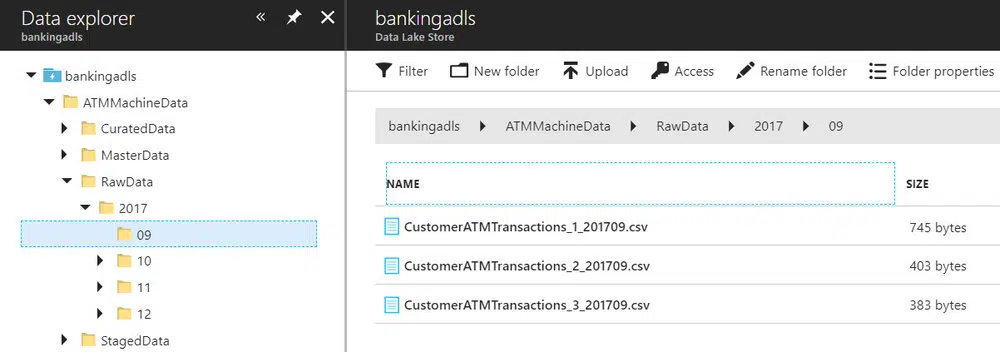 Data explorer
bankingadls
bankingadls
ATMMachineData
CuratedData
MasterData
RawData
2017
09
10
11
12
StagedData
bankingadls
Data Lake Store
Filter New folder Upload Access Rename folder Folder properties
bankingadls ATMMachineData RawData 2017 09
NAME SIZE
CustomerATMTransactions_1_201709.csv 745 bytes
CustomerATMTransactions_2_201709.csv 403 bytes
CustomerATMTransactions_3_201709.csv 383 bytes